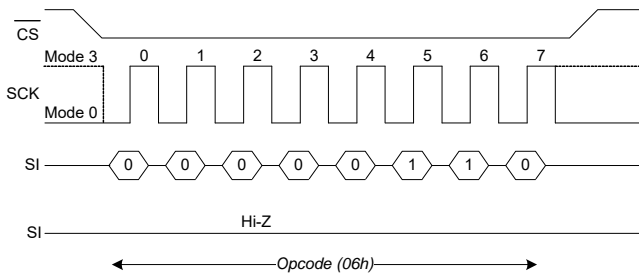 CS
Mode 3 0 1 2 3 4 5 6 7
SCK
Mode 0
SI 0 0 0 0 0 1 1 0
Hi-Z
SI
Opcode (06h)